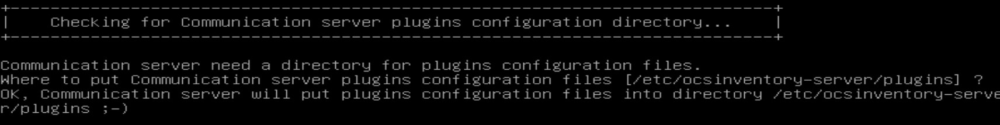 +----------------------------------------------------------------------------+
|    Checking for Communication server plugins configuration directory...    |
+----------------------------------------------------------------------------+
Communication server need a directory for plugins configuration files.
Where to put Communication server plugins configuration files [/etc/ocsinventory-server/plugins] ?
OK, Communication server will put plugins configuration files into directory /etc/ocsinventory-serve
r/plugins ;-)